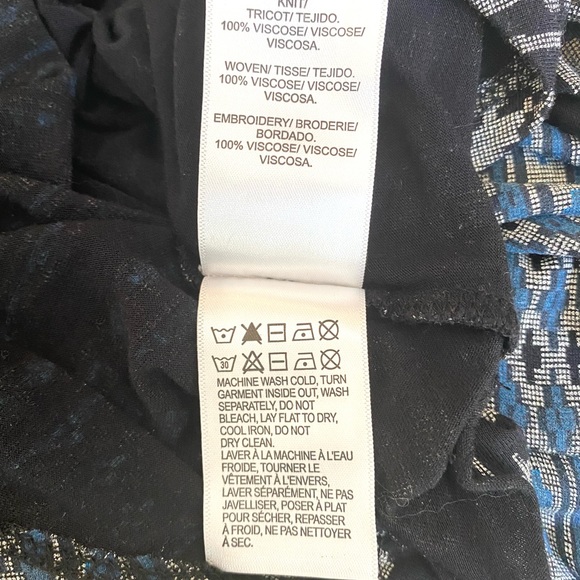 KNIT/
TRICOT/ TEJIDO.
100% VISCOSE/ VISCOSE/
VISCOSA.
WOVEN/ TISSE/ TEJIDO.
100% VISCOSE/ VISCOSE/
VISCOSA.
EMBROIDERY/ BRODERIE/
BORDADO.
100% VISCOSE/ VISCOSE/
VISCOSA.
30
MACHINE WASH COLD, TURN
GARMENT INSIDE OUT, WASH
SEPARATELY, DO NOT
BLEACH, LAY FLAT TO DRY,
COOL IRON, DO NOT
DRY CLEAN.
LAVER À LA MACHINE À L'EAU
FROIDE, TOURNER LE
VÊTEMENT À L'ENVERS,
LAVER SÉPARÉMENT, NE PAS
JAVELLISER, POSER À PLAT
POUR SÉCHER, REPASSER
À FROID, NE PAS NETTOYER
À SEC.